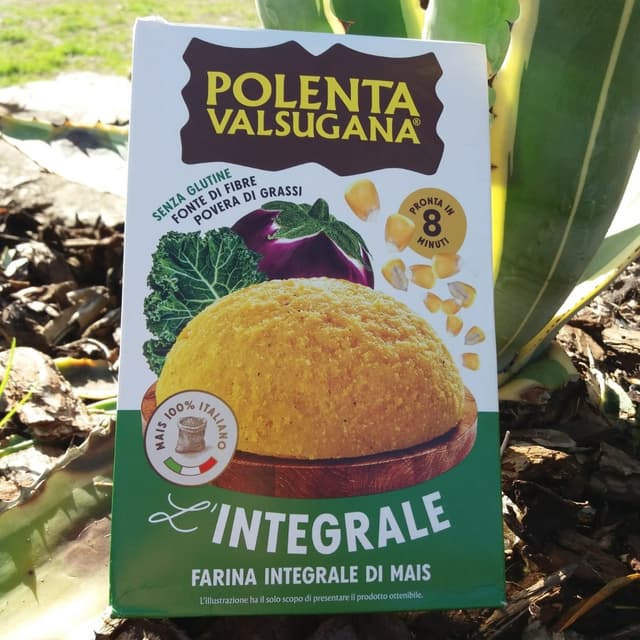 POLENTA
VALSUGANA®
SENZA GLUTINE
FONTE DI FIBRE
POVERA DI GRASSI
PRONTA IN
8
MINUTI
MAIS 100% ITALIANO
L'INTEGRALE
FARINA INTEGRALE DI MAIS
L'illustrazione ha il solo scopo di presentare il prodotto ottenibile.